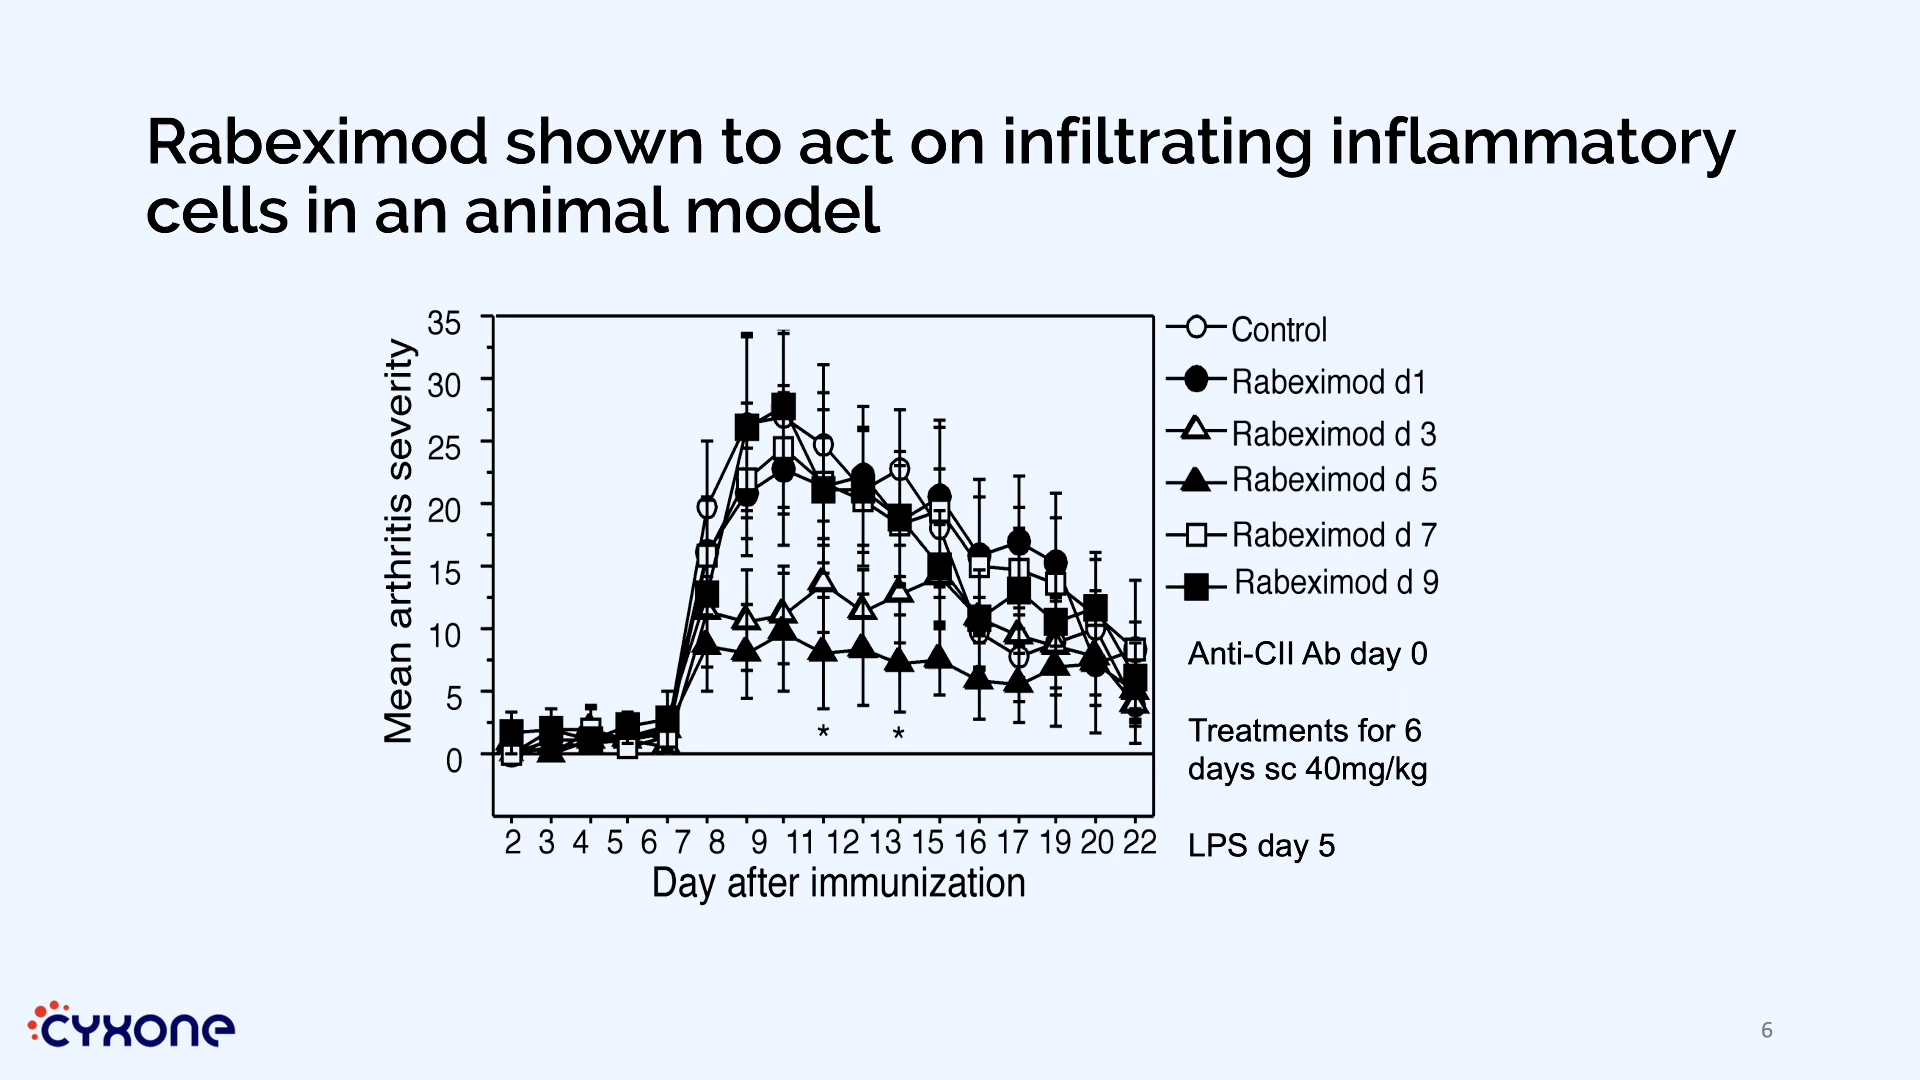 Rabeximod shown to act on infiltrating inflammatory
cells in an animal model
Mean arthritis severity
35
30
25
20
15
10
5
0
* *
2 3 4 5 6 7 8 9 11 12 13 15 16 17 19 20 22
Day after immunization
Control
Rabeximod d1
Rabeximod d 3
Rabeximod d 5
Rabeximod d 7
Rabeximod d 9
Anti-CII Ab day 0
Treatments for 6
days sc 40mg/kg
LPS day 5
cyxone
6